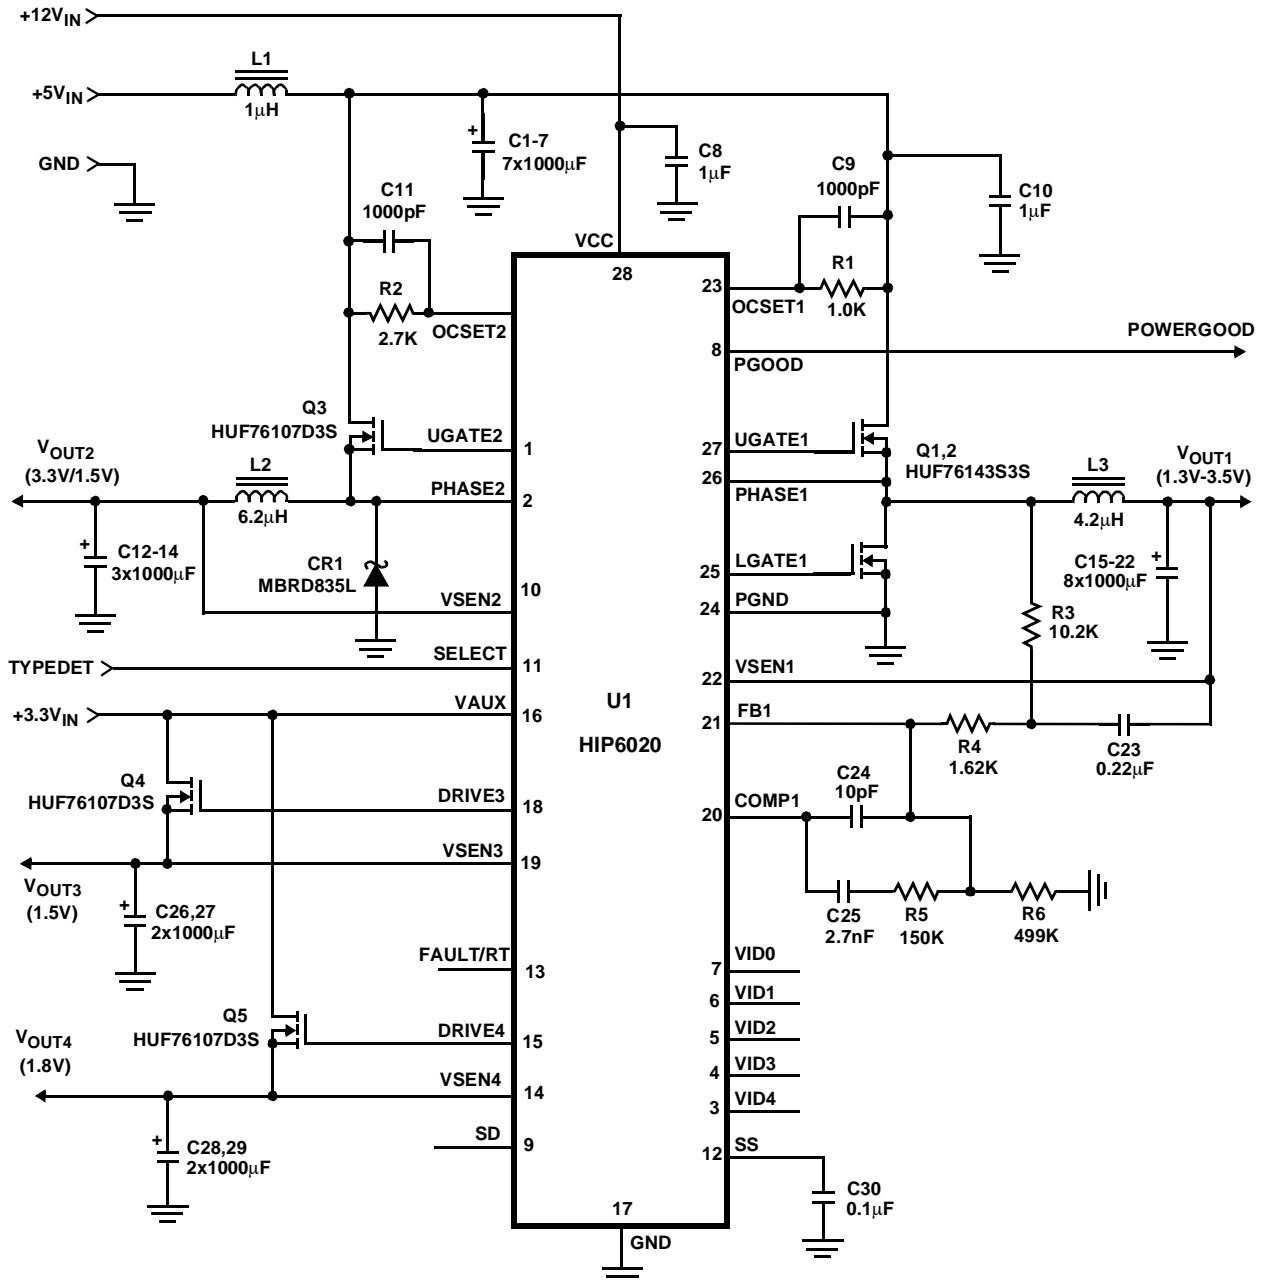 +12VIN
L1
+5VIN
1µH
+
C1-7
7x1000µF
C8
1µF
GND
C9
1000pF
C10
1µF
C11
1000pF
VCC
28
R1
1.0K
23
OCSET1
R2
2.7K
OCSET2
POWERGOOD
8
PGOOD
Q3
HUF76107D3S
UGATE2
1
UGATE1
27
Q1,2
HUF76143S3S
VOUT2
(3.3V/1.5V)
L2
6.2µH
PHASE2
2
26
PHASE1
L3
4.2µH
VOUT1
(1.3V-3.5V)
+
C12-14
3x1000µF
CR1
MBRD835L
LGATE1
25
+
C15-22
8x1000µF
10
VSEN2
PGND
24
R3
10.2K
TYPEDET
SELECT
11
22
VSEN1
+3.3VIN
VAUX
16
U1
HIP6020
21
FB1
R4
1.62K
C23
0.22µF
Q4
HUF76107D3S
DRIVE3
18
C24
10pF
20
COMP1
VSEN3
19
VOUT3
(1.5V)
+
C26,27
2x1000µF
C25
2.7nF
R5
150K
R6
499K
FAULT/RT
13
7
VID0
6
VID1
Q5
HUF76107D3S
DRIVE4
15
5
VID2
VOUT4
(1.8V)
4
VID3
VSEN4
14
3
VID4
SD
9
+
C28,29
2x1000µF
12
SS
C30
0.1µF
17
GND